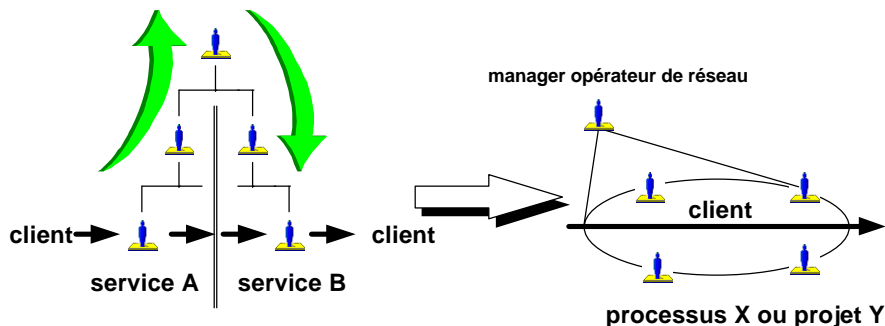 manager opérateur de réseau
client
client
client
service A
service B
processus X ou projet Y